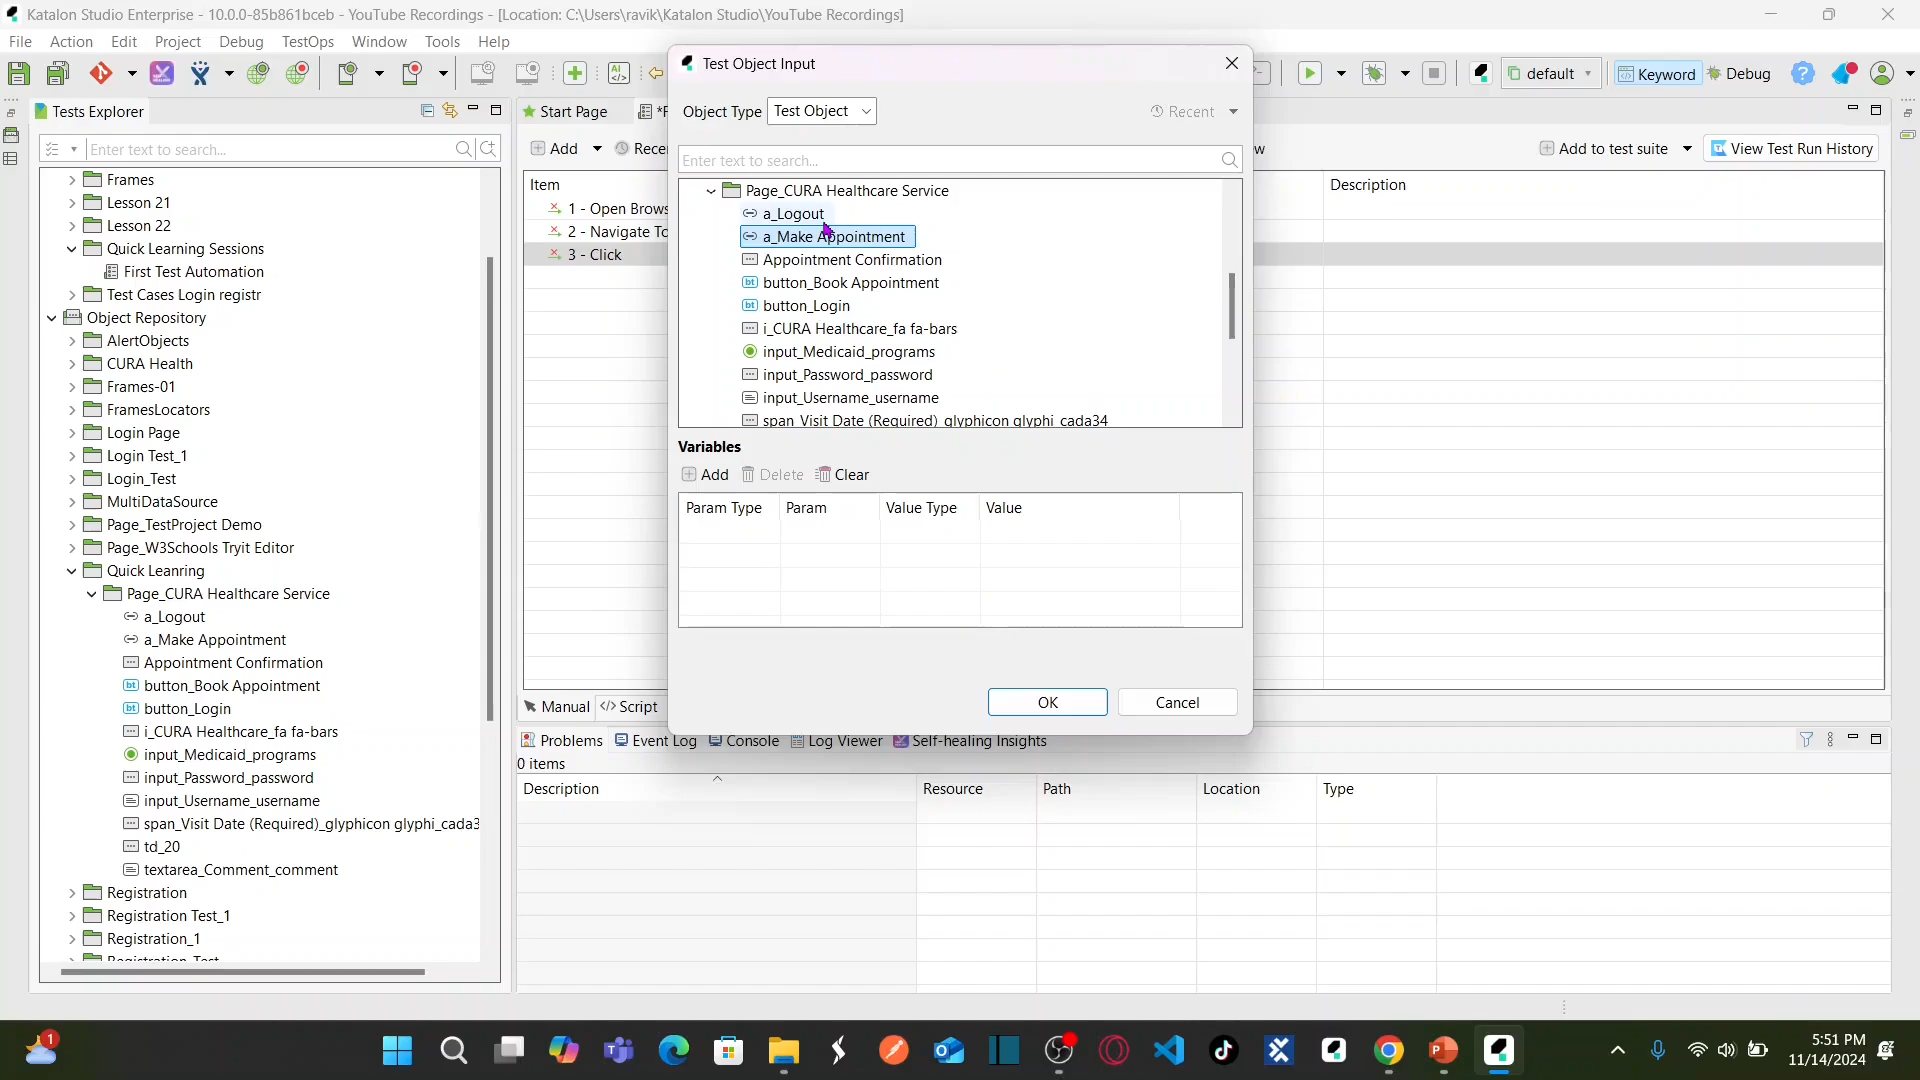 Katalon Studio Enterprise - 10.0.0-85b861bceb - YouTube Recordings - [Location: C:\Users\ravik\Katalon Studio\YouTube Recordings]
File Action Edit Project Debug TestOps Window Tools Help
default
Keyword
Debug
Tests Explorer
Enter text to search...
Frames
Lesson 21
Lesson 22
Quick Learning Sessions
First Test Automation
Test Cases Login registr
Object Repository
AlertObjects
CURA Health
Frames-01
FramesLocators
Login Page
Login Test_1
Login_Test
MultiDataSource
Page_TestProject Demo
Page_W3Schools Tryit Editor
Quick Leanring
Page_CURA Healthcare Service
a_Logout
a_Make Appointment
Appointment Confirmation
button_Book Appointment
button_Login
i_CURA Healthcare_fa fa-bars
input_Medicaid_programs
input_Password_password
input_Username_username
span_Visit Date (Required)_glyphicon glyphi_cada3
td_20
textarea_Comment_comment
Registration
Registration Test_1
Registration_1
Registration_Test
Start Page
Add
Add to test suite
View Test Run History
Item
Description
1 - Open Brows
2 - Navigate To
3 - Click
Manual
Script
Test Object Input
Object Type
Test Object
Recent
Enter text to search...
Page_CURA Healthcare Service
a_Logout
a_Make Appointment
Appointment Confirmation
button_Book Appointment
button_Login
i_CURA Healthcare_fa fa-bars
input_Medicaid_programs
input_Password_password
input_Username_username
span_Visit Date (Required)_glyphicon glyphi_cada34
Variables
Add Delete Clear
Param Type Param Value Type Value
OK
Cancel
Problems Event Log Console Log Viewer Self-healing Insights
0 items
Description Resource Path Location Type
1
5:51 PM
11/14/2024